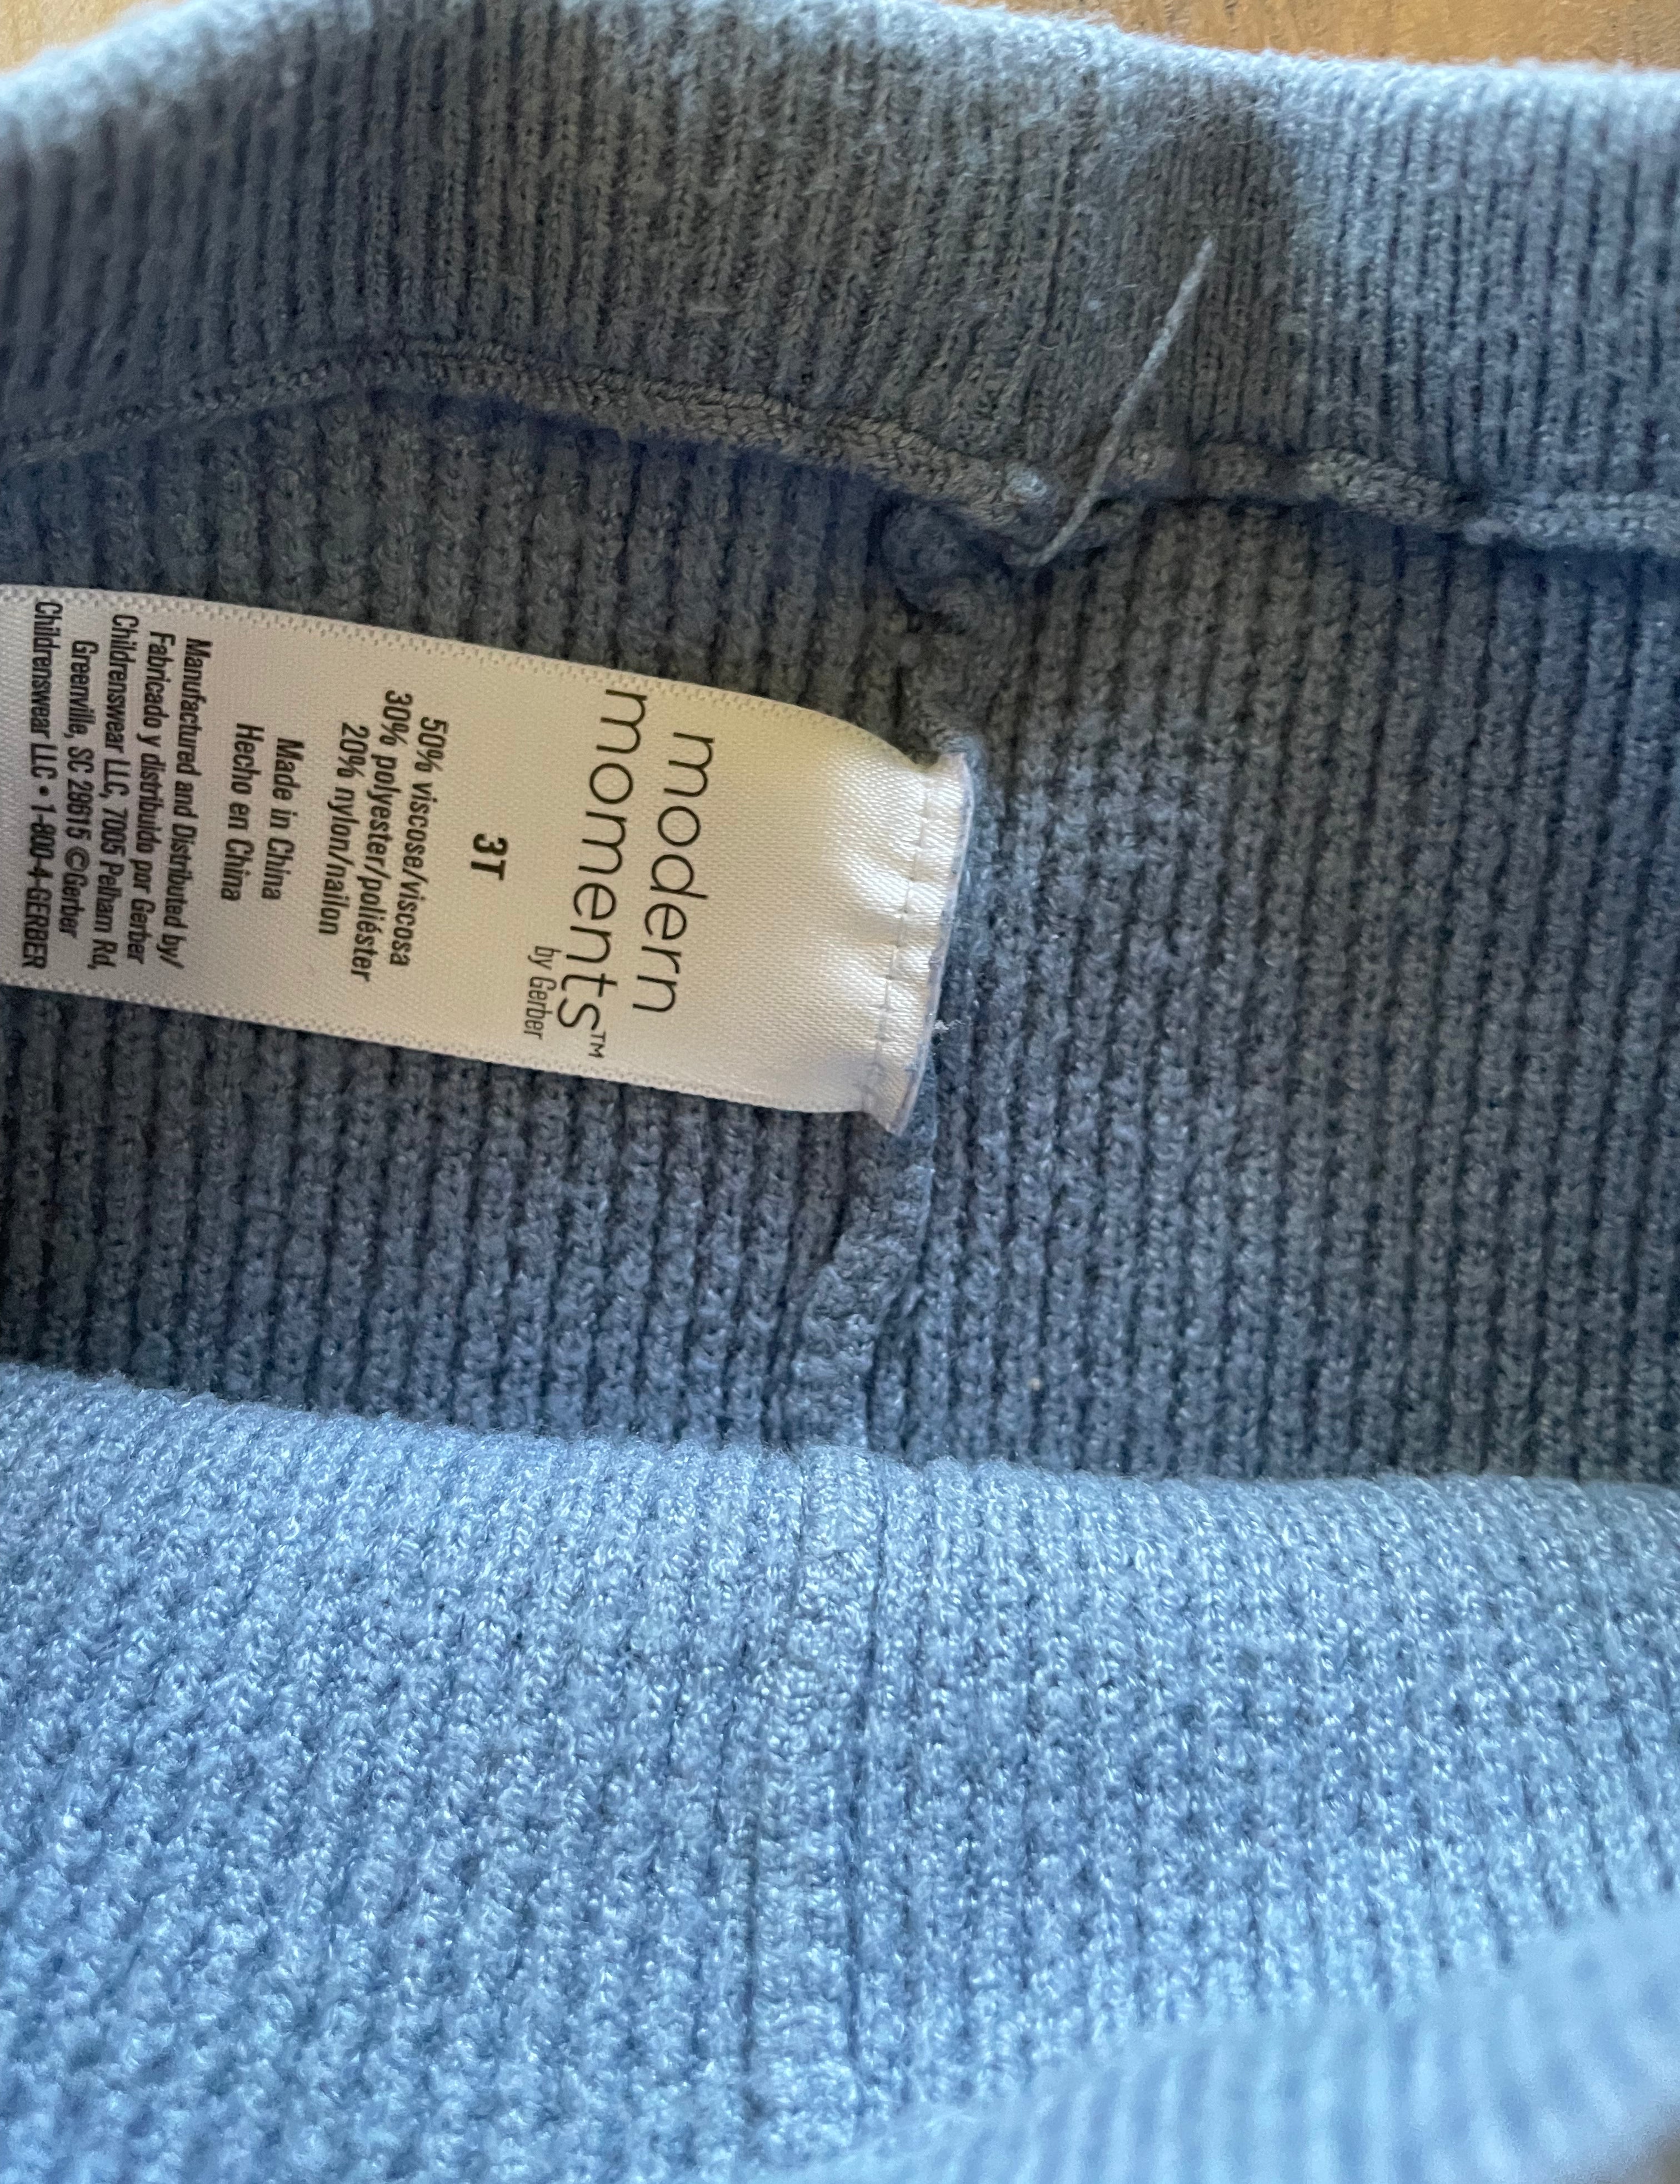 modern
moments™
by Gerber
3T
50% viscose/viscosa
30% polyester/poliéster
20% nylon/nailon
Made in China
Hecho en China
Manufactured and Distributed by/
Fabricado y distribuido por Gerber
Childrenswear LLC, 7005 Pelham Rd,
Greenville, SC 29615 ©Gerber
Childrenswear LLC • 1-800-4-GERBER